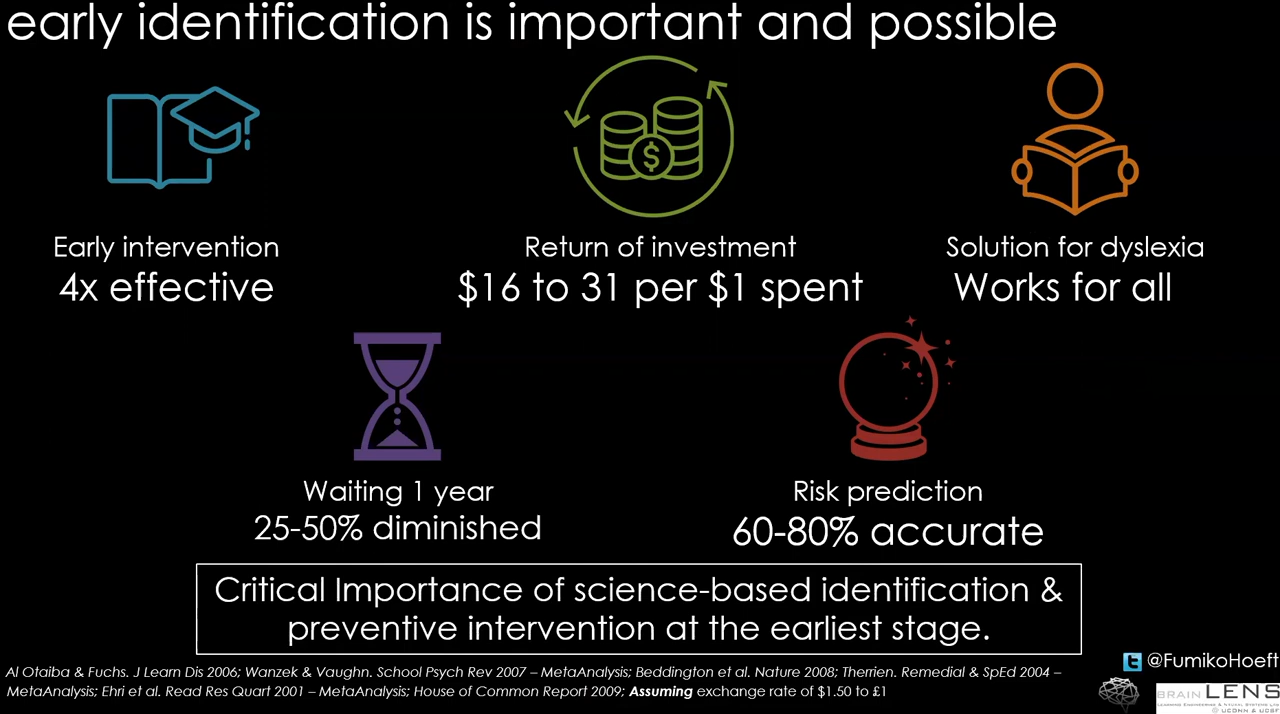 early identification is important and possible
Early intervention
4x effective
$
Return of investment
$16 to 31 per $1 spent
Solution for dyslexia
Works for all
Waiting 1 year
25-50% diminished
Risk prediction
60-80% accurate
Critical Importance of science-based identification &
preventive intervention at the earliest stage.
Al Otaiba & Fuchs. J Learn Dis 2006; Wanzek & Vaughn. School Psych Rev 2007 – MetaAnalysis; Beddington et al. Nature 2008; Therrien. Remedial & SpEd 2004 –
MetaAnalysis; Ehri et al. Read Res Quart 2001 – MetaAnalysis; House of Common Report 2009; Assuming exchange rate of $1.50 to £1
@FumikoHoeft
BRAIN LENS
© UCONN & UCSF